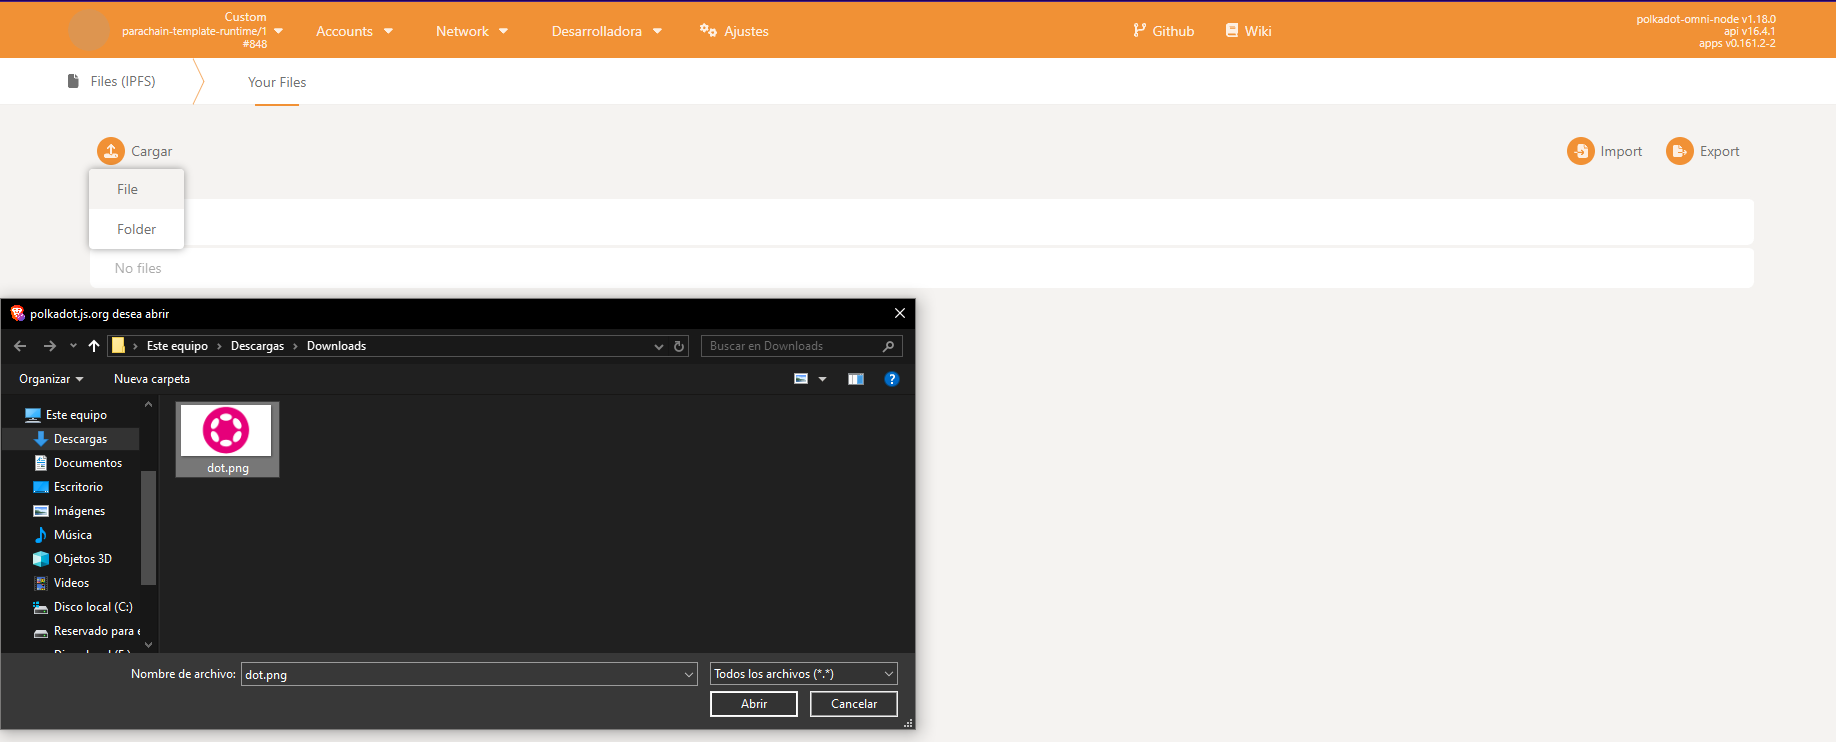 Custom
parachain-template-runtime/1
#848
Accounts
Network
Desarrolladora
Ajustes
Github
Wiki
polkadot-omni-node v1.18.0
api v16.4.1
apps v0.161.2-2
Files (IPFS)
Your Files
Cargar
Import
Export
File
Folder
No files
polkadot.js.org desea abrir
Este equipo
Descargas
Downloads
Buscar en Downloads
Organizar
Nueva carpeta
Este equipo
Descargas
Documentos
Escritorio
Imágenes
Música
Objetos 3D
Videos
Disco local (C:)
Reservado para e
dot.png
Nombre de archivo:
dot.png
Todos los archivos (*.*)
Abrir
Cancelar